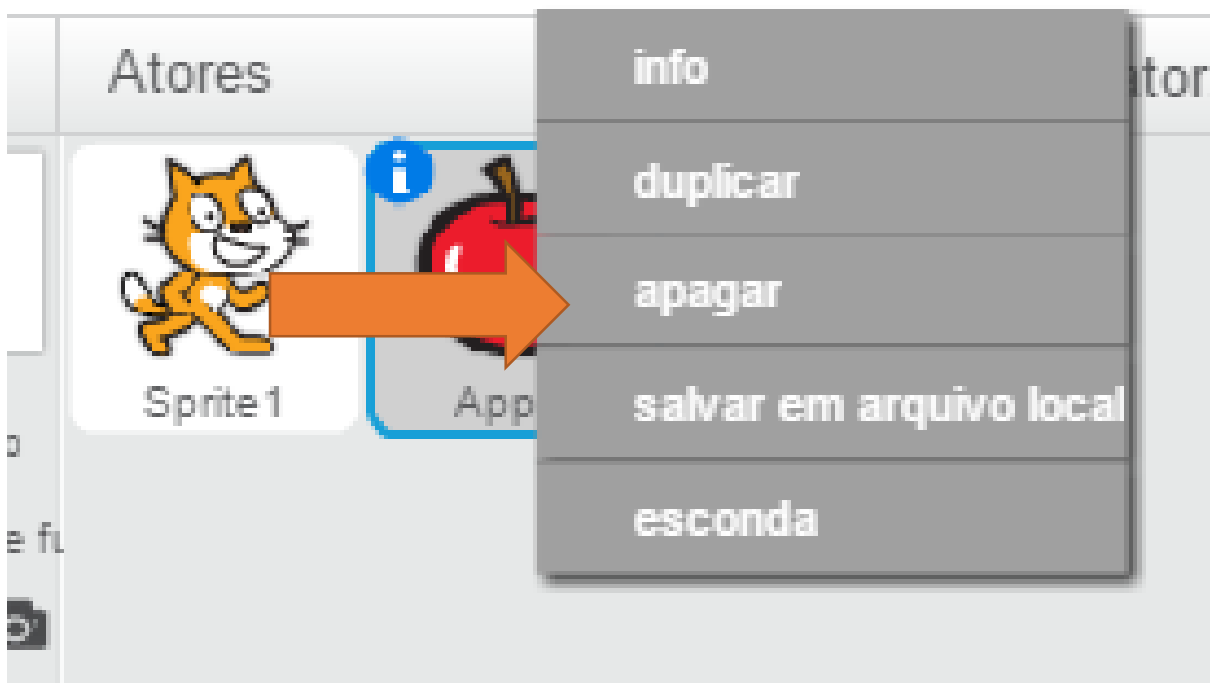 Atores
info
duplicar
apagar
salvar em arquivo local
esconda
Sprite1